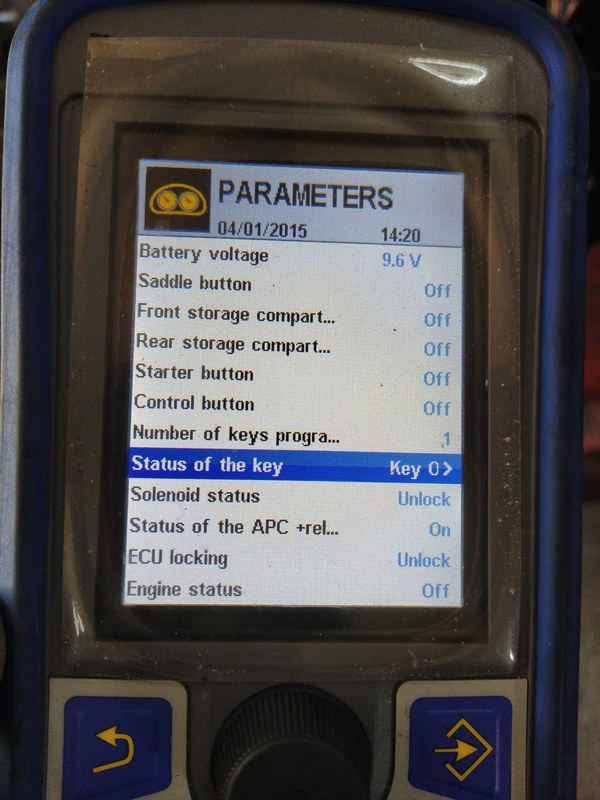 PARAMETERS
04/01/2015 14:20
Battery voltage 9.6 V
Saddle button Off
Front storage compart... Off
Rear storage compart... Off
Starter button Off
Control button Off
Number of keys progra... 1
Status of the key Key 0>
Solenoid status Unlock
Status of the APC +rel... On
ECU locking Unlock
Engine status Off